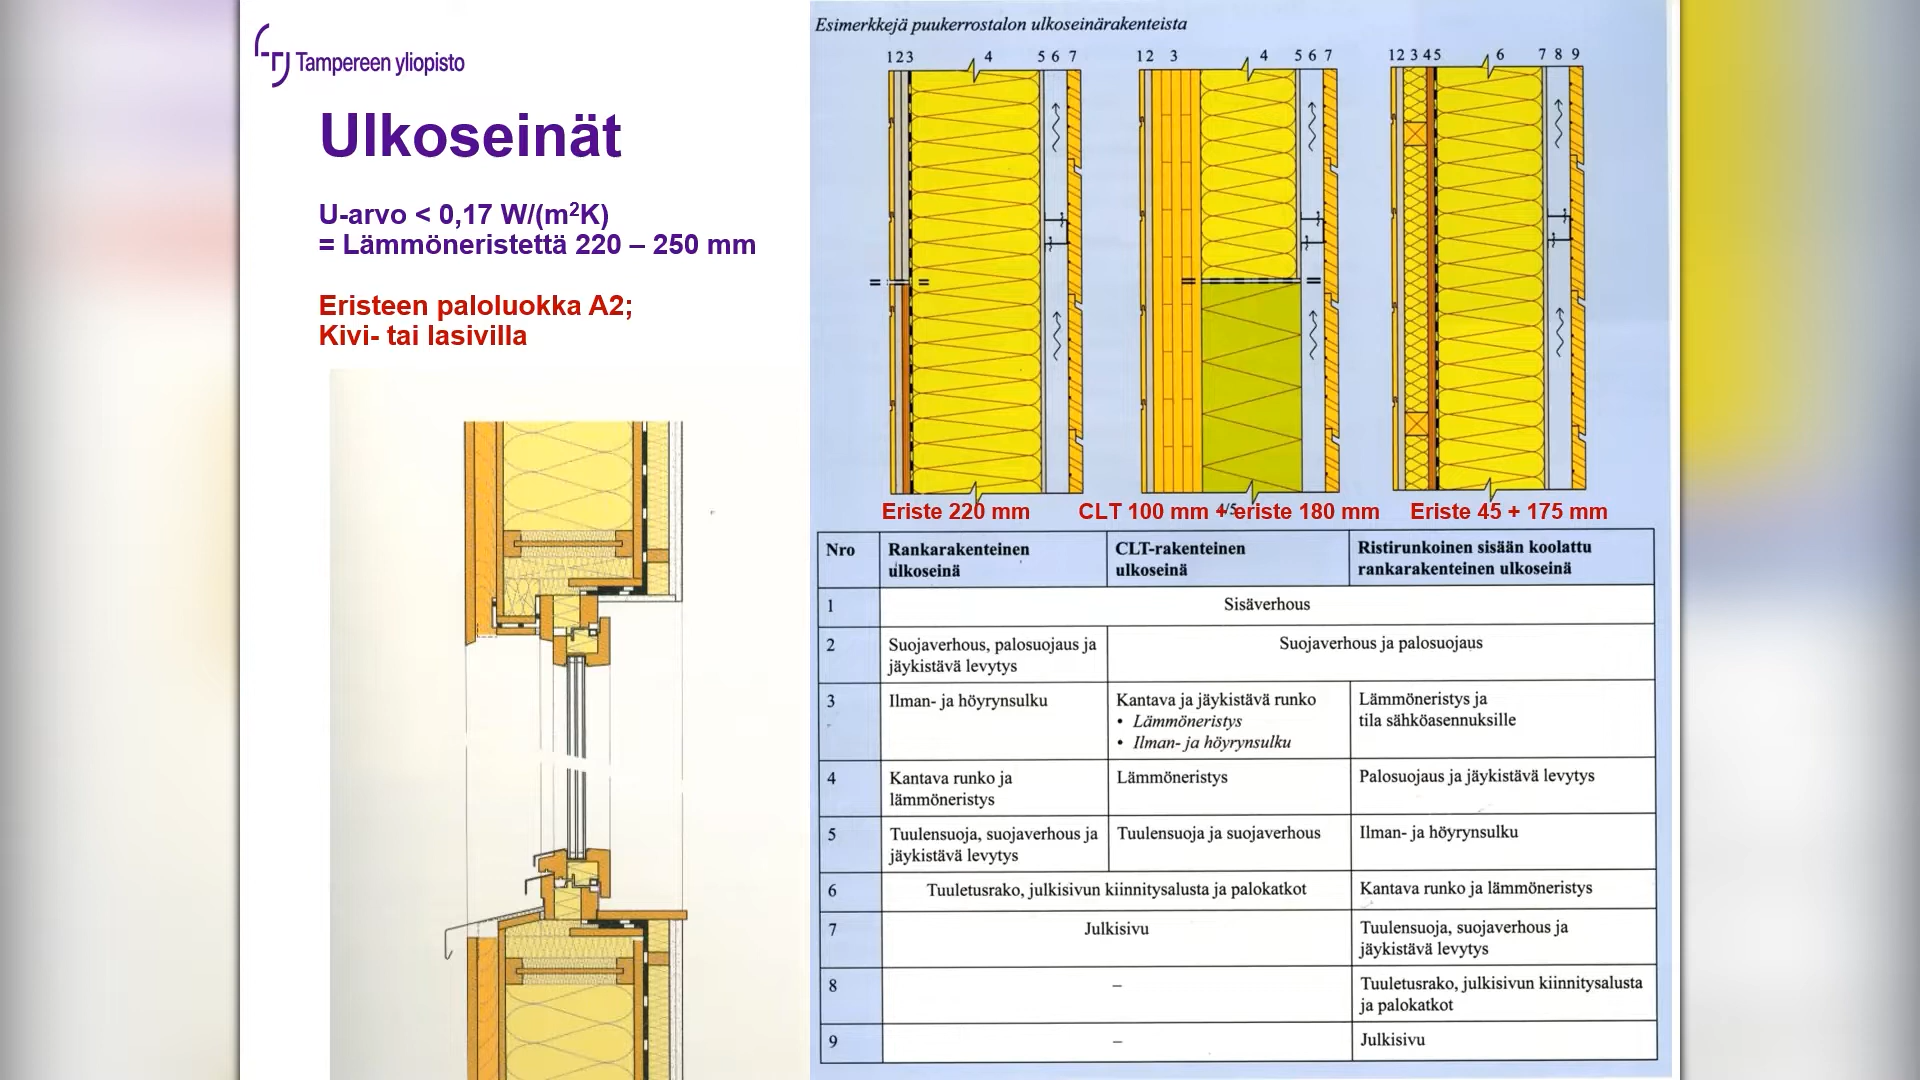 Tampereen yliopisto
Ulkoseinät
U-arvo < 0,17 W/(m²K)
= Lämmöneristettä 220 – 250 mm
Eristeen paloluokka A2;
Kivi- tai lasivilla
Esimerkkejä puukerrostalon ulkoseinärakenteista
1 2 3 4 5 6 7
1 2 3 4 5 6 7
1 2 3 4 5 6 7 8 9
Eriste 220 mm
CLT 100 mm + eriste 180 mm
Eriste 45 + 175 mm
Nro
Rankarakenteinen
ulkoseinä
CLT-rakenteinen
ulkoseinä
Ristirunkoinen sisään koolattu
rankarakenteinen ulkoseinä
1
Sisäverhous
2
Suojaverhous, palosuojaus ja
jäykistävä levytys
Suojaverhous ja palosuojaus
3
Ilman- ja höyrynsulku
Kantava ja jäykistävä runko
• Lämmöneristys
• Ilman- ja höyrynsulku
Lämmöneristys ja
tila sähköasennuksille
4
Kantava runko ja
lämmöneristys
Lämmöneristys
Palosuojaus ja jäykistävä levytys
5
Tuulensuoja, suojaverhous ja
jäykistävä levytys
Tuulensuoja ja suojaverhous
Ilman- ja höyrynsulku
6
Tuuletusrako, julkisivun kiinnitysalusta ja palokatkot
Kantava runko ja lämmöneristys
7
Julkisivu
Tuulensuoja, suojaverhous ja
jäykistävä levytys
8
–
Tuuletusrako, julkisivun kiinnitysalusta
ja palokatkot
9
–
Julkisivu